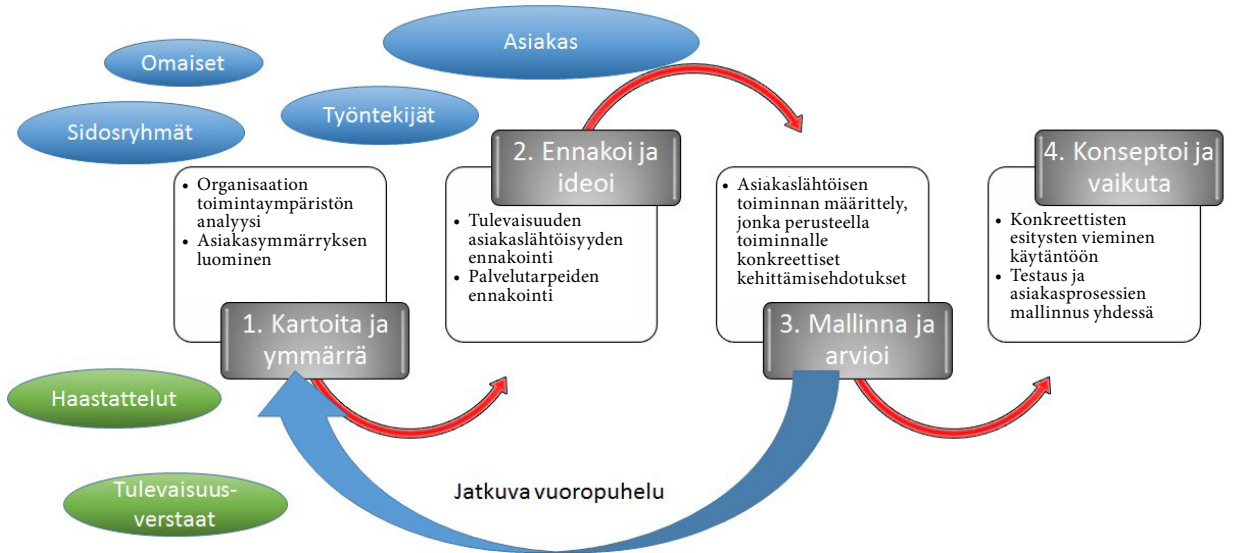 Asiakas
Omaiset
Työntekijät
Sidosryhmät
• Organisaation
toimintaympäristön
analyysi
• Asiakasymmärryksen
luominen
1. Kartoita ja
ymmärrä
2. Ennakoi ja
ideoi
• Tulevaisuuden
asiakaslähtöisyyden
ennakointi
• Palvelutarpeiden
ennakointi
• Asiakaslähtöisen
toiminnan määrittely,
jonka perusteella
toiminnalle
konkreettiset
kehittämisehdotukset
3. Mallinna ja
arvioi
4. Konseptoi ja
vaikuta
• Konkreettisten
esitysten vieminen
käytäntöön
• Testaus ja
asiakasprosessien
mallinnus yhdessä
Haastattelut
Tulevaisuus-
verstaat
Jatkuva vuoropuhelu